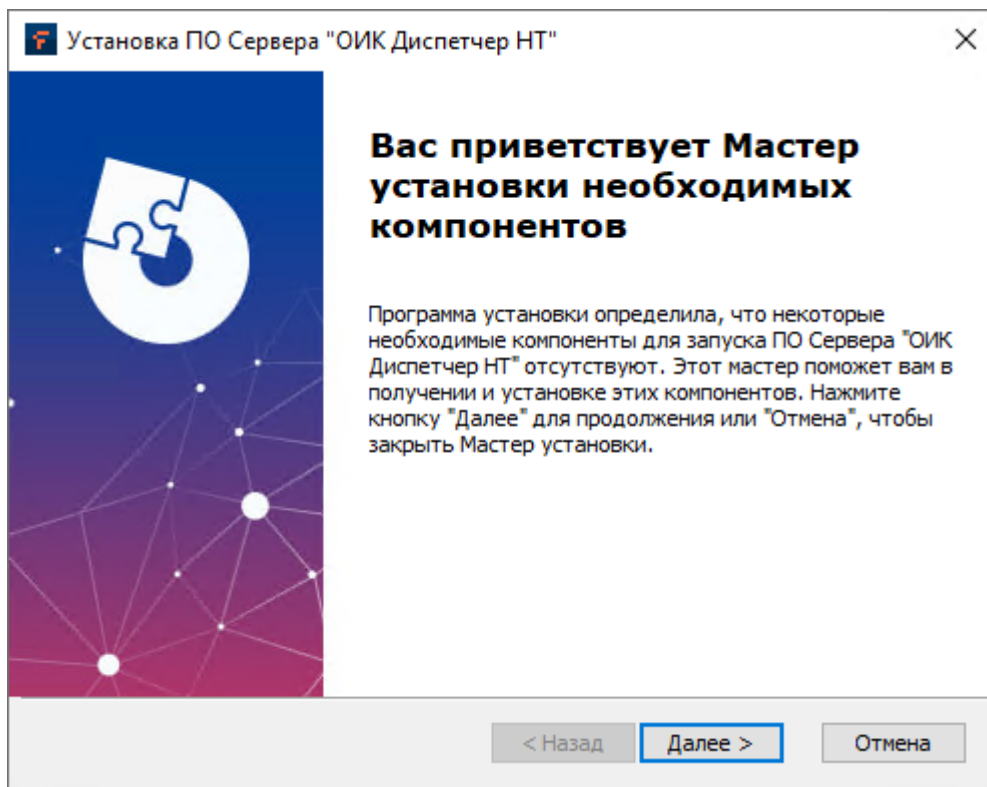 Установка ПО Сервера "ОИК Диспетчер НТ"
Вас приветствует Мастер
установки необходимых
компонентов
Программа установки определила, что некоторые
необходимые компоненты для запуска ПО Сервера "ОИК
Диспетчер НТ" отсутствуют. Этот мастер поможет вам в
получении и установке этих компонентов. Нажмите
кнопку "Далее" для продолжения или "Отмена", чтобы
закрыть Мастер установки.
< Назад
Далее >
Отмена